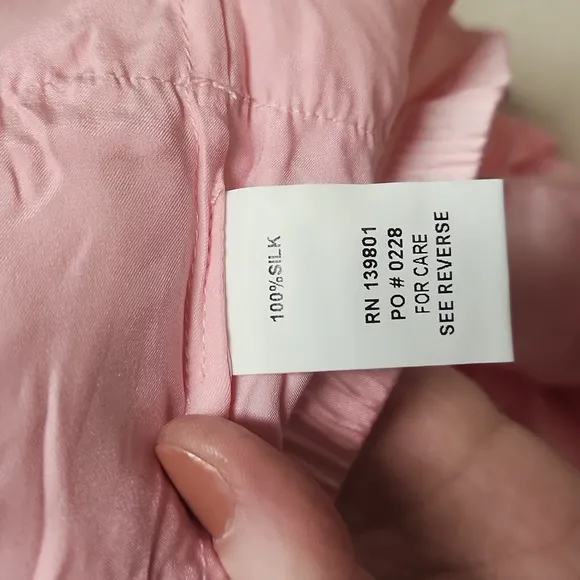 100%SILK
RN 139801
PO # 0228
FOR CARE
SEE REVERSE